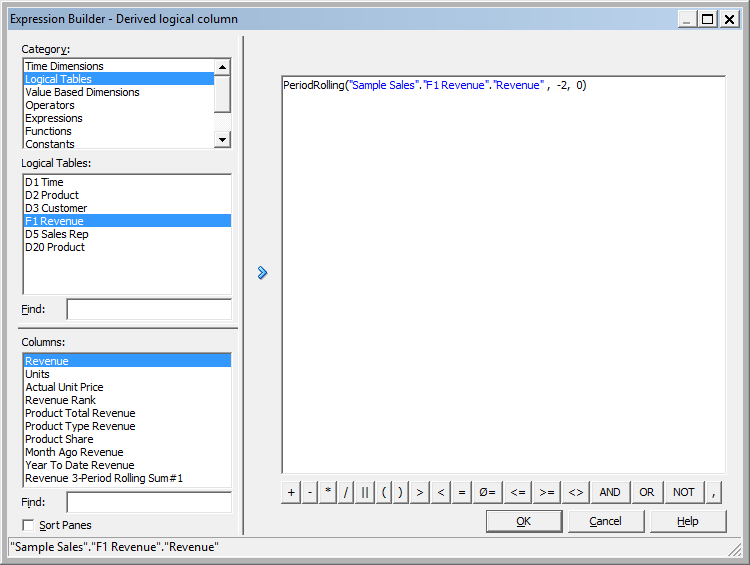 Expression Builder - Derived logical column
Category:
Time Dimensions
Logical Tables
Value Based Dimensions
Operators
Expressions
Functions
Constants
Logical Tables:
D1 Time
D2 Product
D3 Customer
F1 Revenue
D5 Sales Rep
D20 Product
Find:
Columns:
Revenue
Units
Actual Unit Price
Revenue Rank
Product Total Revenue
Product Type Revenue
Product Share
Month Ago Revenue
Year To Date Revenue
Revenue 3-Period Rolling Sum#1
Find:
Sort Panes
PeriodRolling("Sample Sales"."F1 Revenue"."Revenue" , -2, 0)
+ - * / || ( ) > < = Ø= <= >= <> AND OR NOT ,
OK Cancel Help
"Sample Sales"."F1 Revenue"."Revenue"